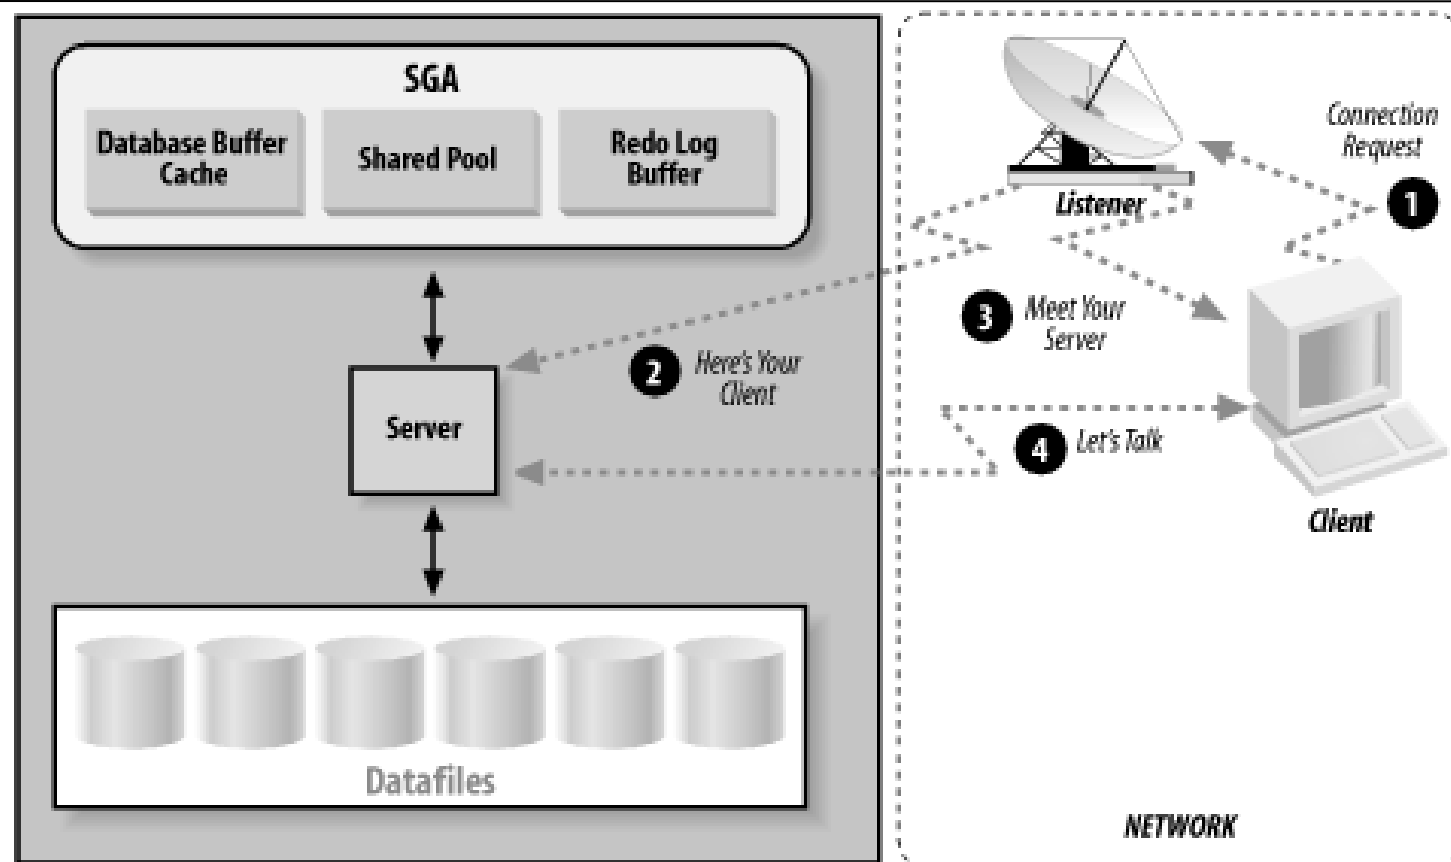 SGA
Database Buffer
Cache
Shared Pool
Redo Log
Buffer
Listener
Connection
Request
1
2
Here's Your
Client
3
Meet Your
Server
Server
4
Let's Talk
Client
Datafiles
NETWORK